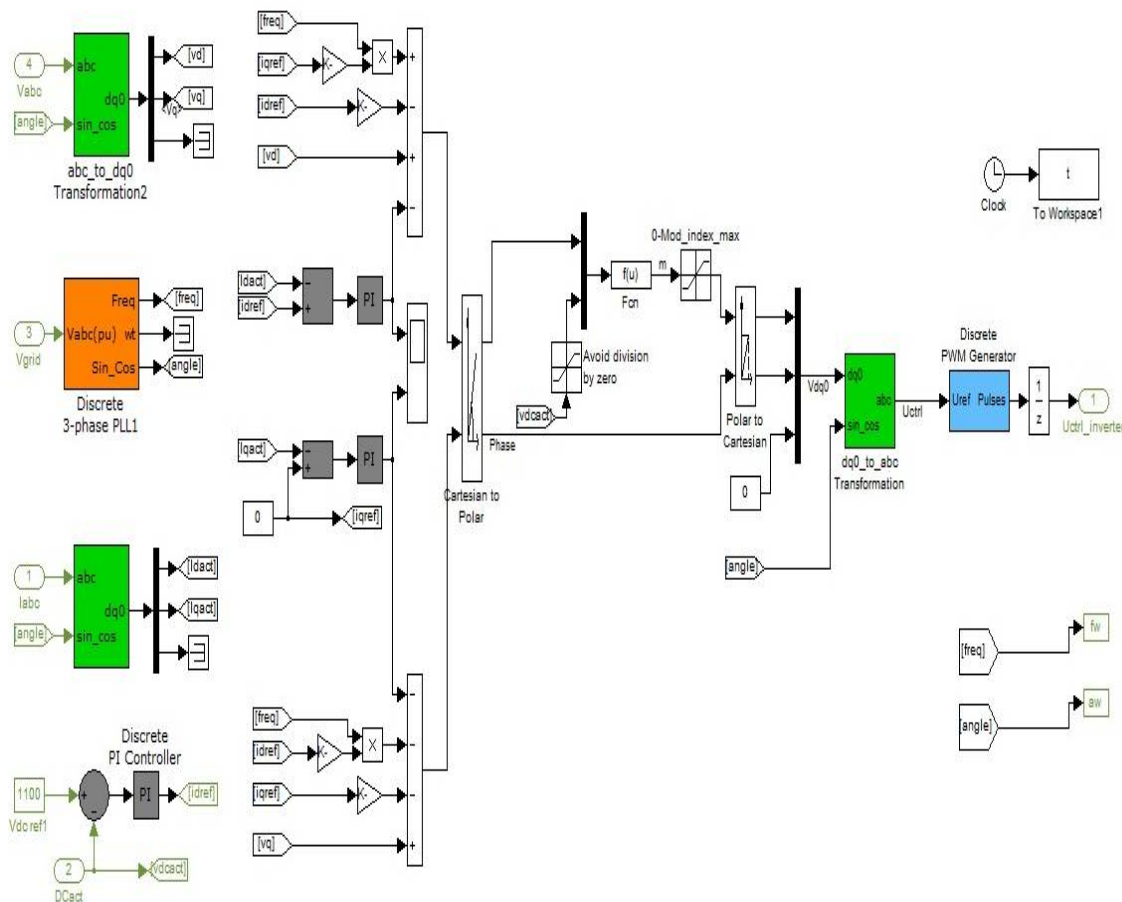 4
Vabc
[angle]
abc
dq0
sin_cos
abc_to_dq0
Transformation2
[vd]
[vq]
<Vq>
3
Vgrid
Freq
Vabc(pu) wt
Sin_Cos
Discrete
3-phase PLL1
[freq]
[angle]
1
Iabc
[angle]
abc
dq0
sin_cos
[Idact]
[Iqact]
Discrete
PI Controller
1100
Vdc ref1
+
-
PI
[idref]
2
DCact
[vdcact]
[freq]
[iqref]
K-
X
[idref]
K-
[vd]
+
-
+
-
[Idact]
[idref]
-
+
PI
[Iqact]
-
+
PI
0
[iqref]
[freq]
[idref]
K-
X
[iqref]
K-
[vq]
-
-
-
+
Cartesian to
Polar
Phase
Avoid division
by zero
[vdcact]
f(u)
Fcn
m
0-Mod_index_max
Polar to
Cartesian
0
[angle]
Vdq0
dq0
abc
sin_cos
dq0_to_abc
Transformation
Uctrl
Discrete
PWM Generator
Uref Pulses
1
z
1
Uctrl_inverter
Clock
t
To Workspace1
[freq]
fw
[angle]
aw